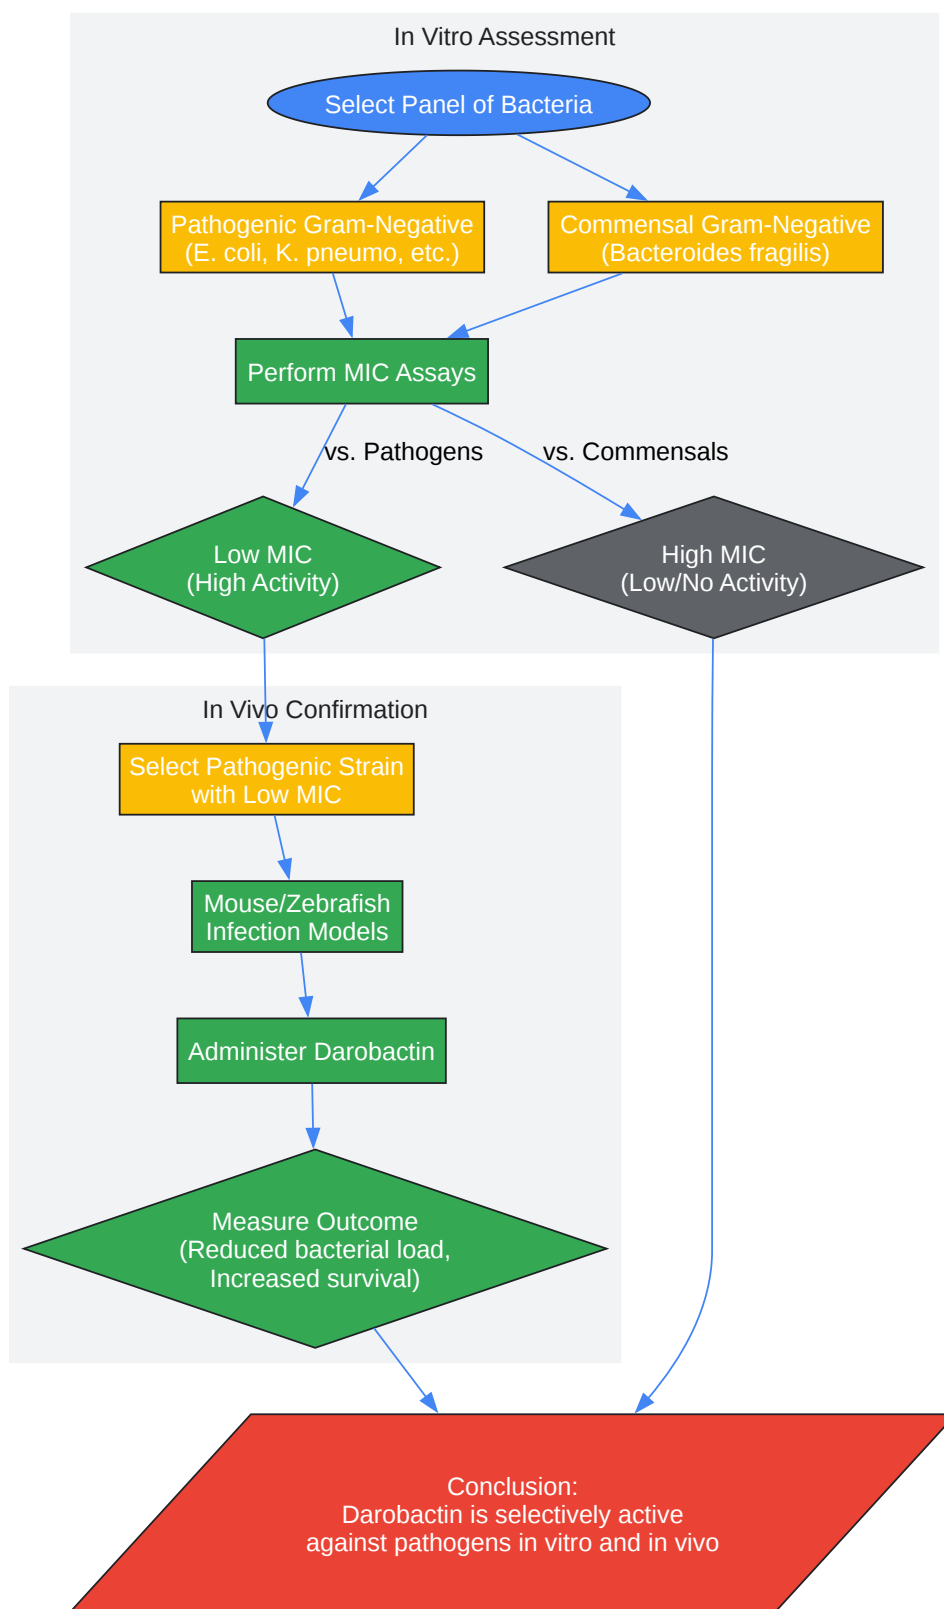 In Vitro Assessment
Select Panel of Bacteria
Pathogenic Gram-Negative
(E. coli, K. pneumo, etc.)
Commensal Gram-Negative
(Bacteroides fragilis)
Perform MIC Assays
vs. Pathogens
vs. Commensals
Low MIC
(High Activity)
High MIC
(Low/No Activity)
In Vivo Confirmation
Select Pathogenic Strain
with Low MIC
Mouse/Zebrafish
Infection Models
Administer Darobactin
Measure Outcome
(Reduced bacterial load,
Increased survival)
Conclusion:
Darobactin is selectively active
against pathogens in vitro and in vivo